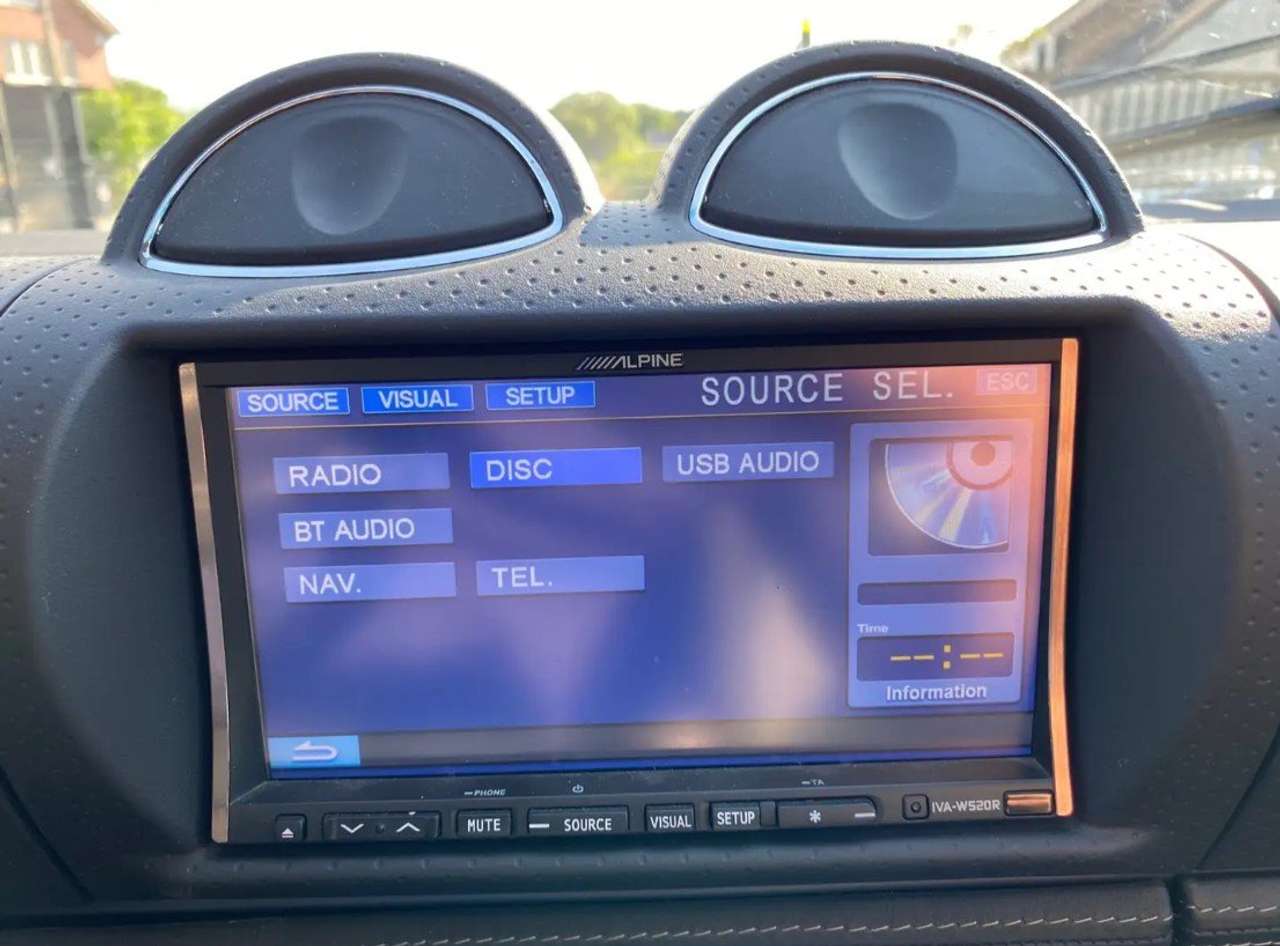 ALPINE
SOURCE VISUAL SETUP SOURCE SEL. ESC
RADIO DISC USB AUDIO
BT AUDIO
NAV. TEL.
Time
--:--
Information
PHONE TA
MUTE SOURCE VISUAL SETUP * IVA-W520R